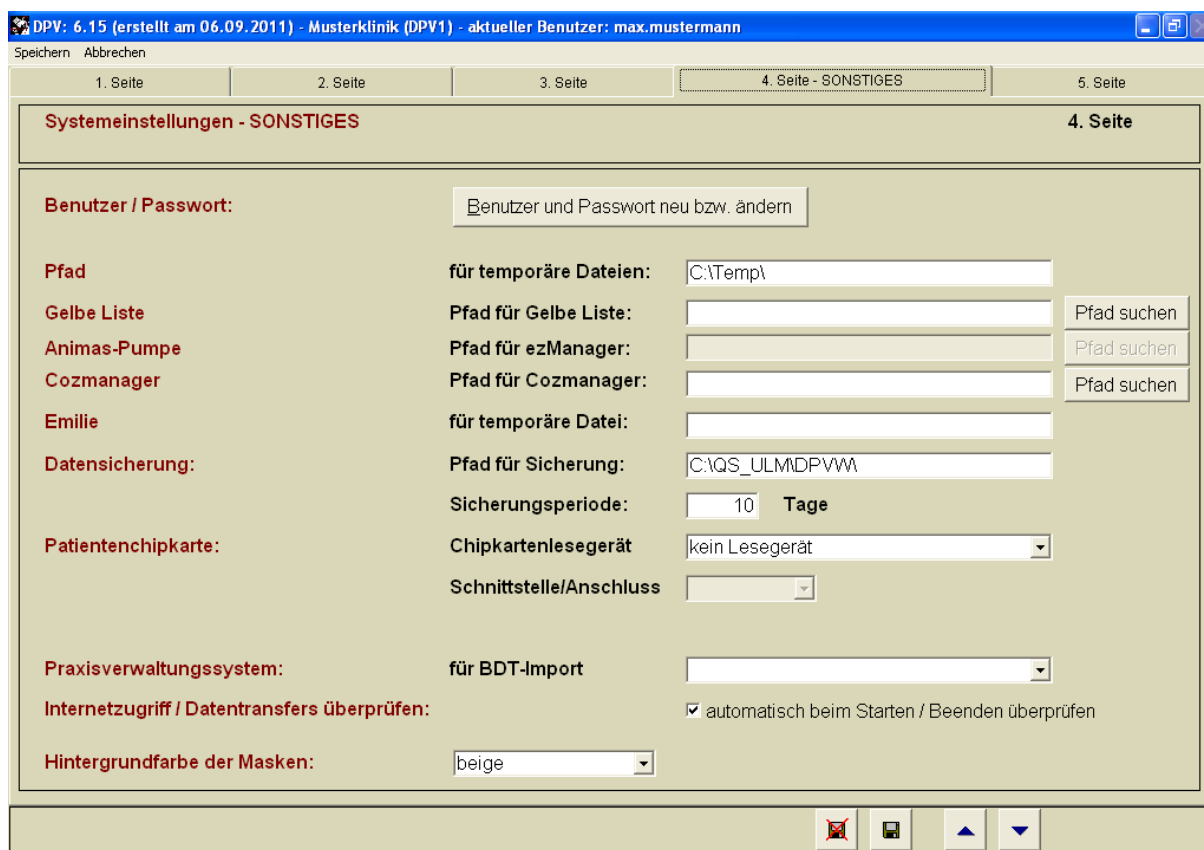 DPV: 6.15 (erstellt am 06.09.2011) - Musterklinik (DPV1) - aktueller Benutzer: max.mustermann
Speichern Abbrechen
1. Seite 2. Seite 3. Seite 4. Seite - SONSTIGES 5. Seite
Systemeinstellungen - SONSTIGES 4. Seite
Benutzer / Passwort: Benutzer und Passwort neu bzw. ändern
Pfad für temporäre Dateien: C:\Temp\
Gelbe Liste Pfad für Gelbe Liste: Pfad suchen
Animas-Pumpe Pfad für ezManager: Pfad suchen
Cozmanager Pfad für Cozmanager: Pfad suchen
Emilie für temporäre Datei:
Datensicherung: Pfad für Sicherung: C:\QS_ULM\DPVW\
Sicherungsperiode: 10 Tage
Patientenchipkarte: Chipkartenlesegerät kein Lesegerät
Schnittstelle/Anschluss
Praxisverwaltungssystem: für BDT-Import
Internetzugriff / Datentransfers überprüfen: automatisch beim Starten / Beenden überprüfen
Hintergrundfarbe der Masken: beige